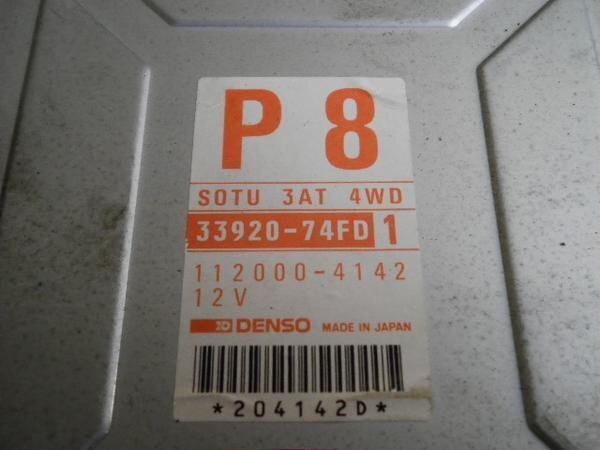 P 8
SOTU 3AT 4WD
33920-74FD 1
112000-4142
12V
DENSO MADE IN JAPAN
*204142D*